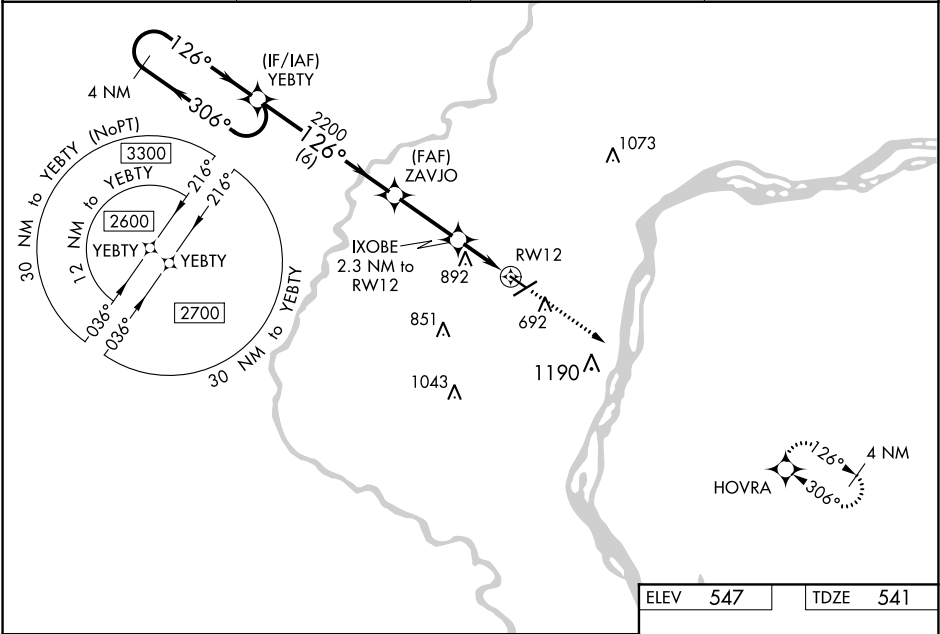 126°
4 NM
306°
(IF/IAF)
YEBTY
2200
126°
(6)
(FAF)
ZAVJO
1073
30 NM to YEBTY (NoPT)
3300
12 NM to YEBTY
2600
216°
216°
YEBTY
YEBTY
036°
036°
2700
30 NM to YEBTY
IXOBE
2.3 NM to
RW12
892
RW12
692
851
1190
1043
HOVRA
126°
4 NM
306°
ELEV 547
TDZE 541